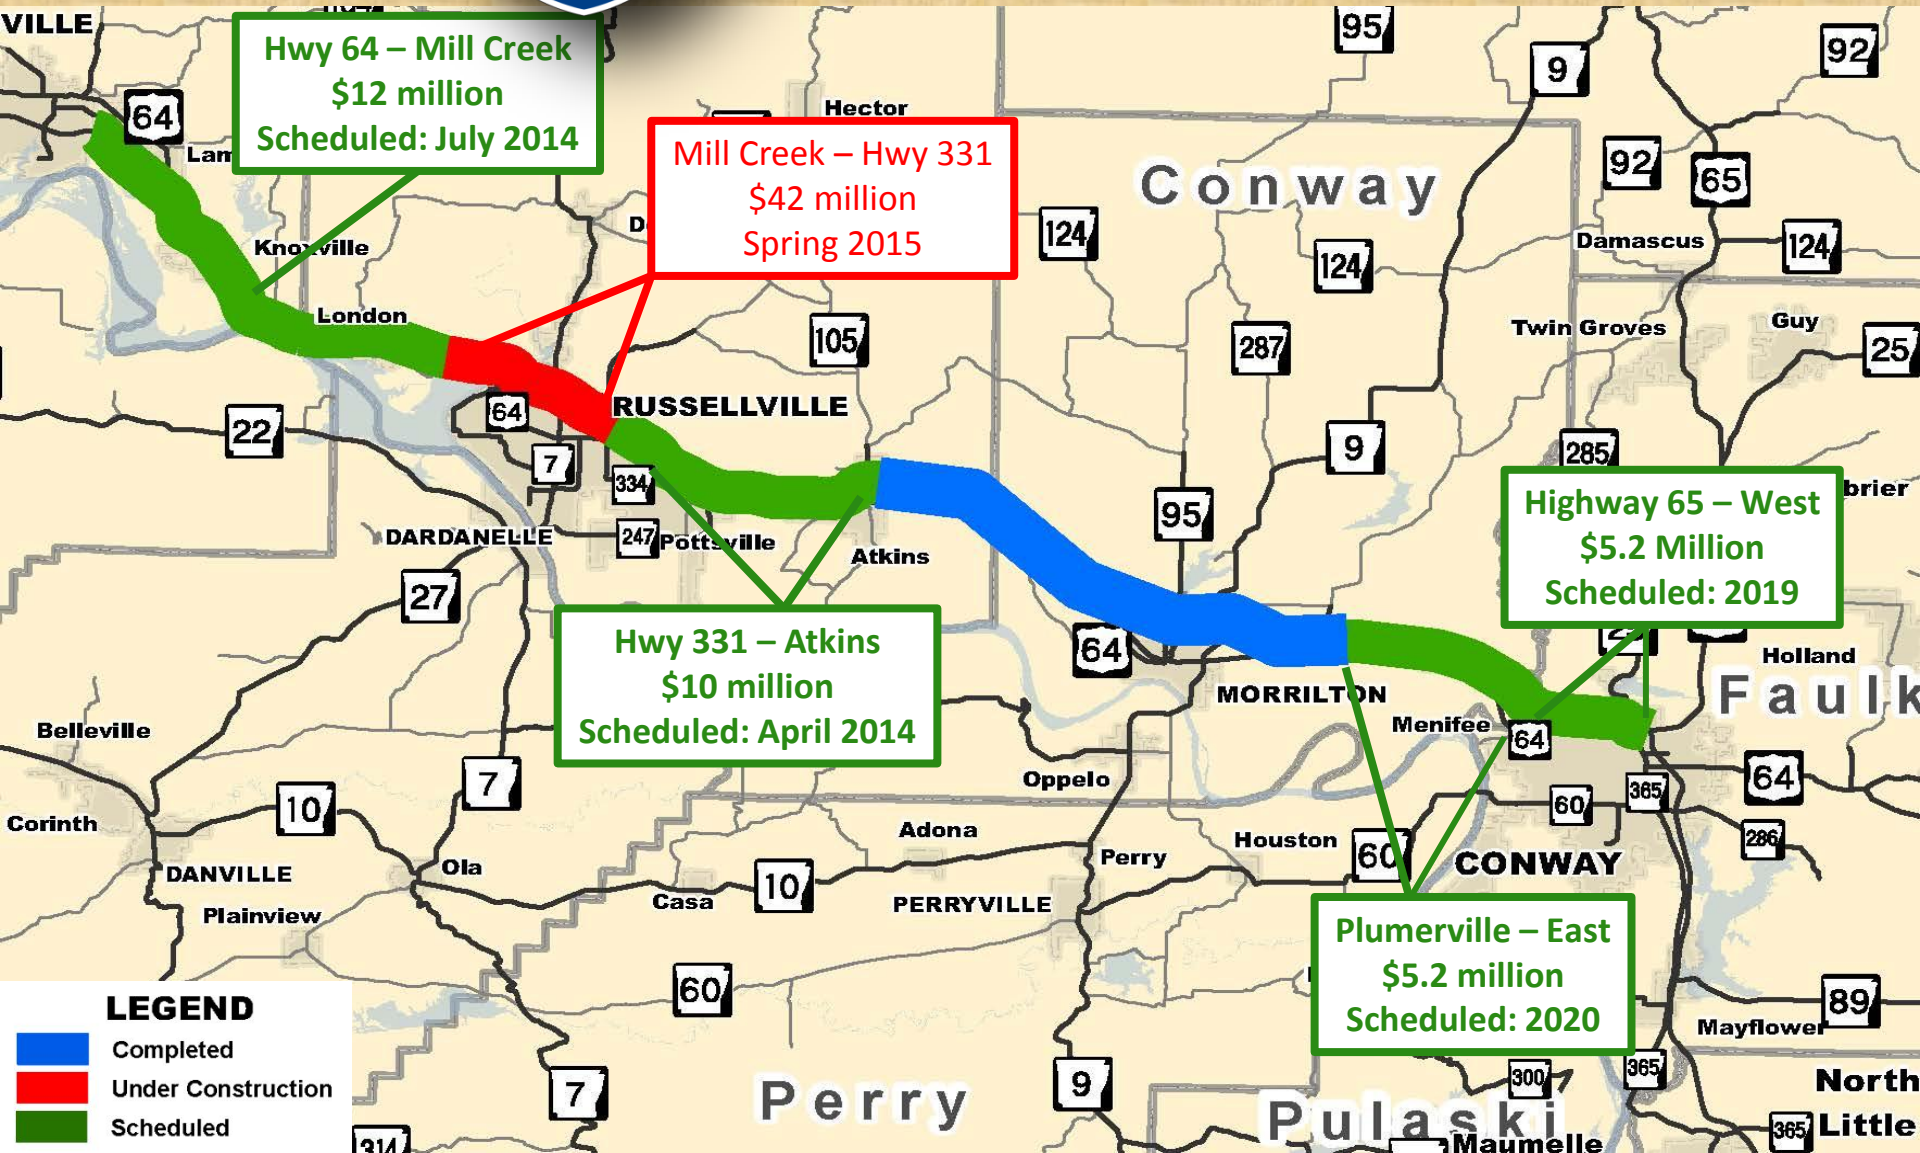 VILLE
64
Lam
Hwy 64 – Mill Creek
$12 million
Scheduled: July 2014
Hector
95
9
92
Mill Creek – Hwy 331
$42 million
Spring 2015
Conway
92
65
124
124
Damascus
124
Knoxville
London
105
287
Twin Groves
Guy
25
22
64
RUSSELLVILLE
7
334
9
285
DARDANELLE
247
Pottsville
Atkins
95
Highway 65 – West
$5.2 Million
Scheduled: 2019
brier
27
Hwy 331 – Atkins
$10 million
Scheduled: April 2014
64
MORRILTON
Menifee
64
Holland
Faulk
Belleville
Corinth
10
7
Oppelo
60
365
64
286
DANVILLE
Ola
Plainview
Casa
10
Adona
Perry
PERRYVILLE
Houston
60
CONWAY
Plumerville – East
$5.2 million
Scheduled: 2020
60
89
Mayflower
LEGEND
Completed
Under Construction
Scheduled
7
314
Perry
9
Pulaski
300
365
Maumelle
North
Little
365